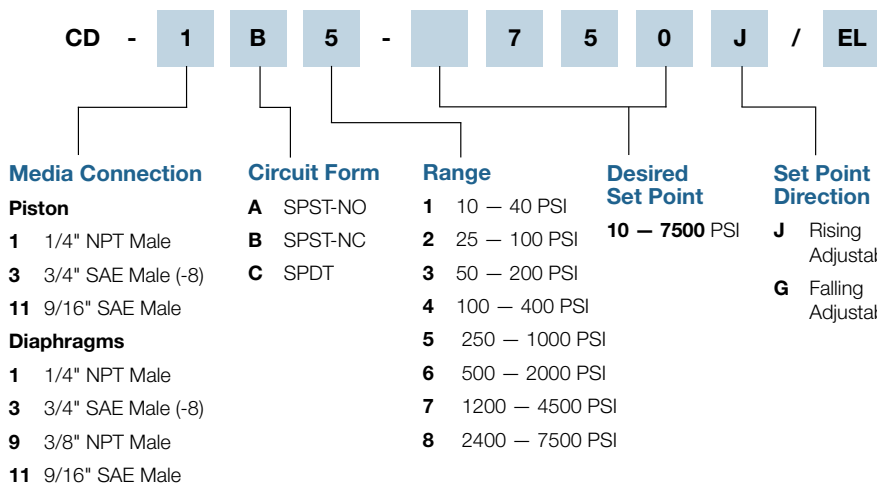 CD - 1 B 5 - 7 5 0 J / EL
Media Connection
Piston
1 1/4" NPT Male
3 3/4" SAE Male (-8)
11 9/16" SAE Male
Diaphragms
1 1/4" NPT Male
3 3/4" SAE Male (-8)
9 3/8" NPT Male
11 9/16" SAE Male
Circuit Form
A SPST-NO
B SPST-NC
C SPDT
Range
1 10 — 40 PSI
2 25 — 100 PSI
3 50 — 200 PSI
4 100 — 400 PSI
5 250 — 1000 PSI
6 500 — 2000 PSI
7 1200 — 4500 PSI
8 2400 — 7500 PSI
Desired
Set Point
10 — 7500 PSI
Set Point
Direction
J Rising
G Falling